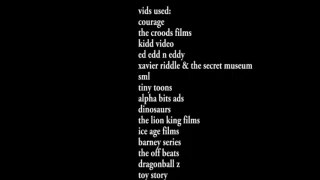 vids used:
courage
the croods films
kidd video
ed edd n eddy
xavier riddle & the secret museum
sml
tiny toons
alpha bits ads
dinosaurs
the lion king films
ice age films
barney series
the off beats
dragonball z
toy story